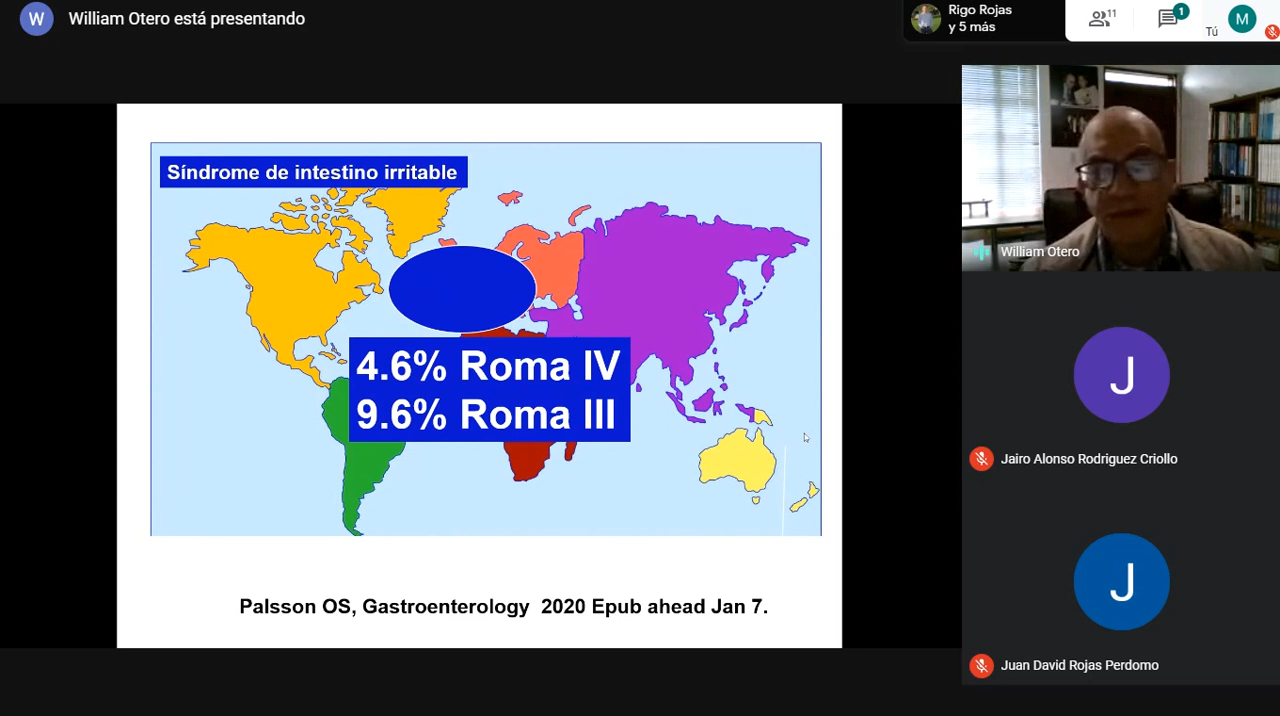 W
William Otero está presentando
Rigo Rojas
y 5 más
11
1
Tú
M
Síndrome de intestino irritable
4.6% Roma IV
9.6% Roma III
Palsson OS, Gastroenterology 2020 Epub ahead Jan 7.
William Otero
J
Jairo Alonso Rodriguez Criollo
J
Juan David Rojas Perdomo